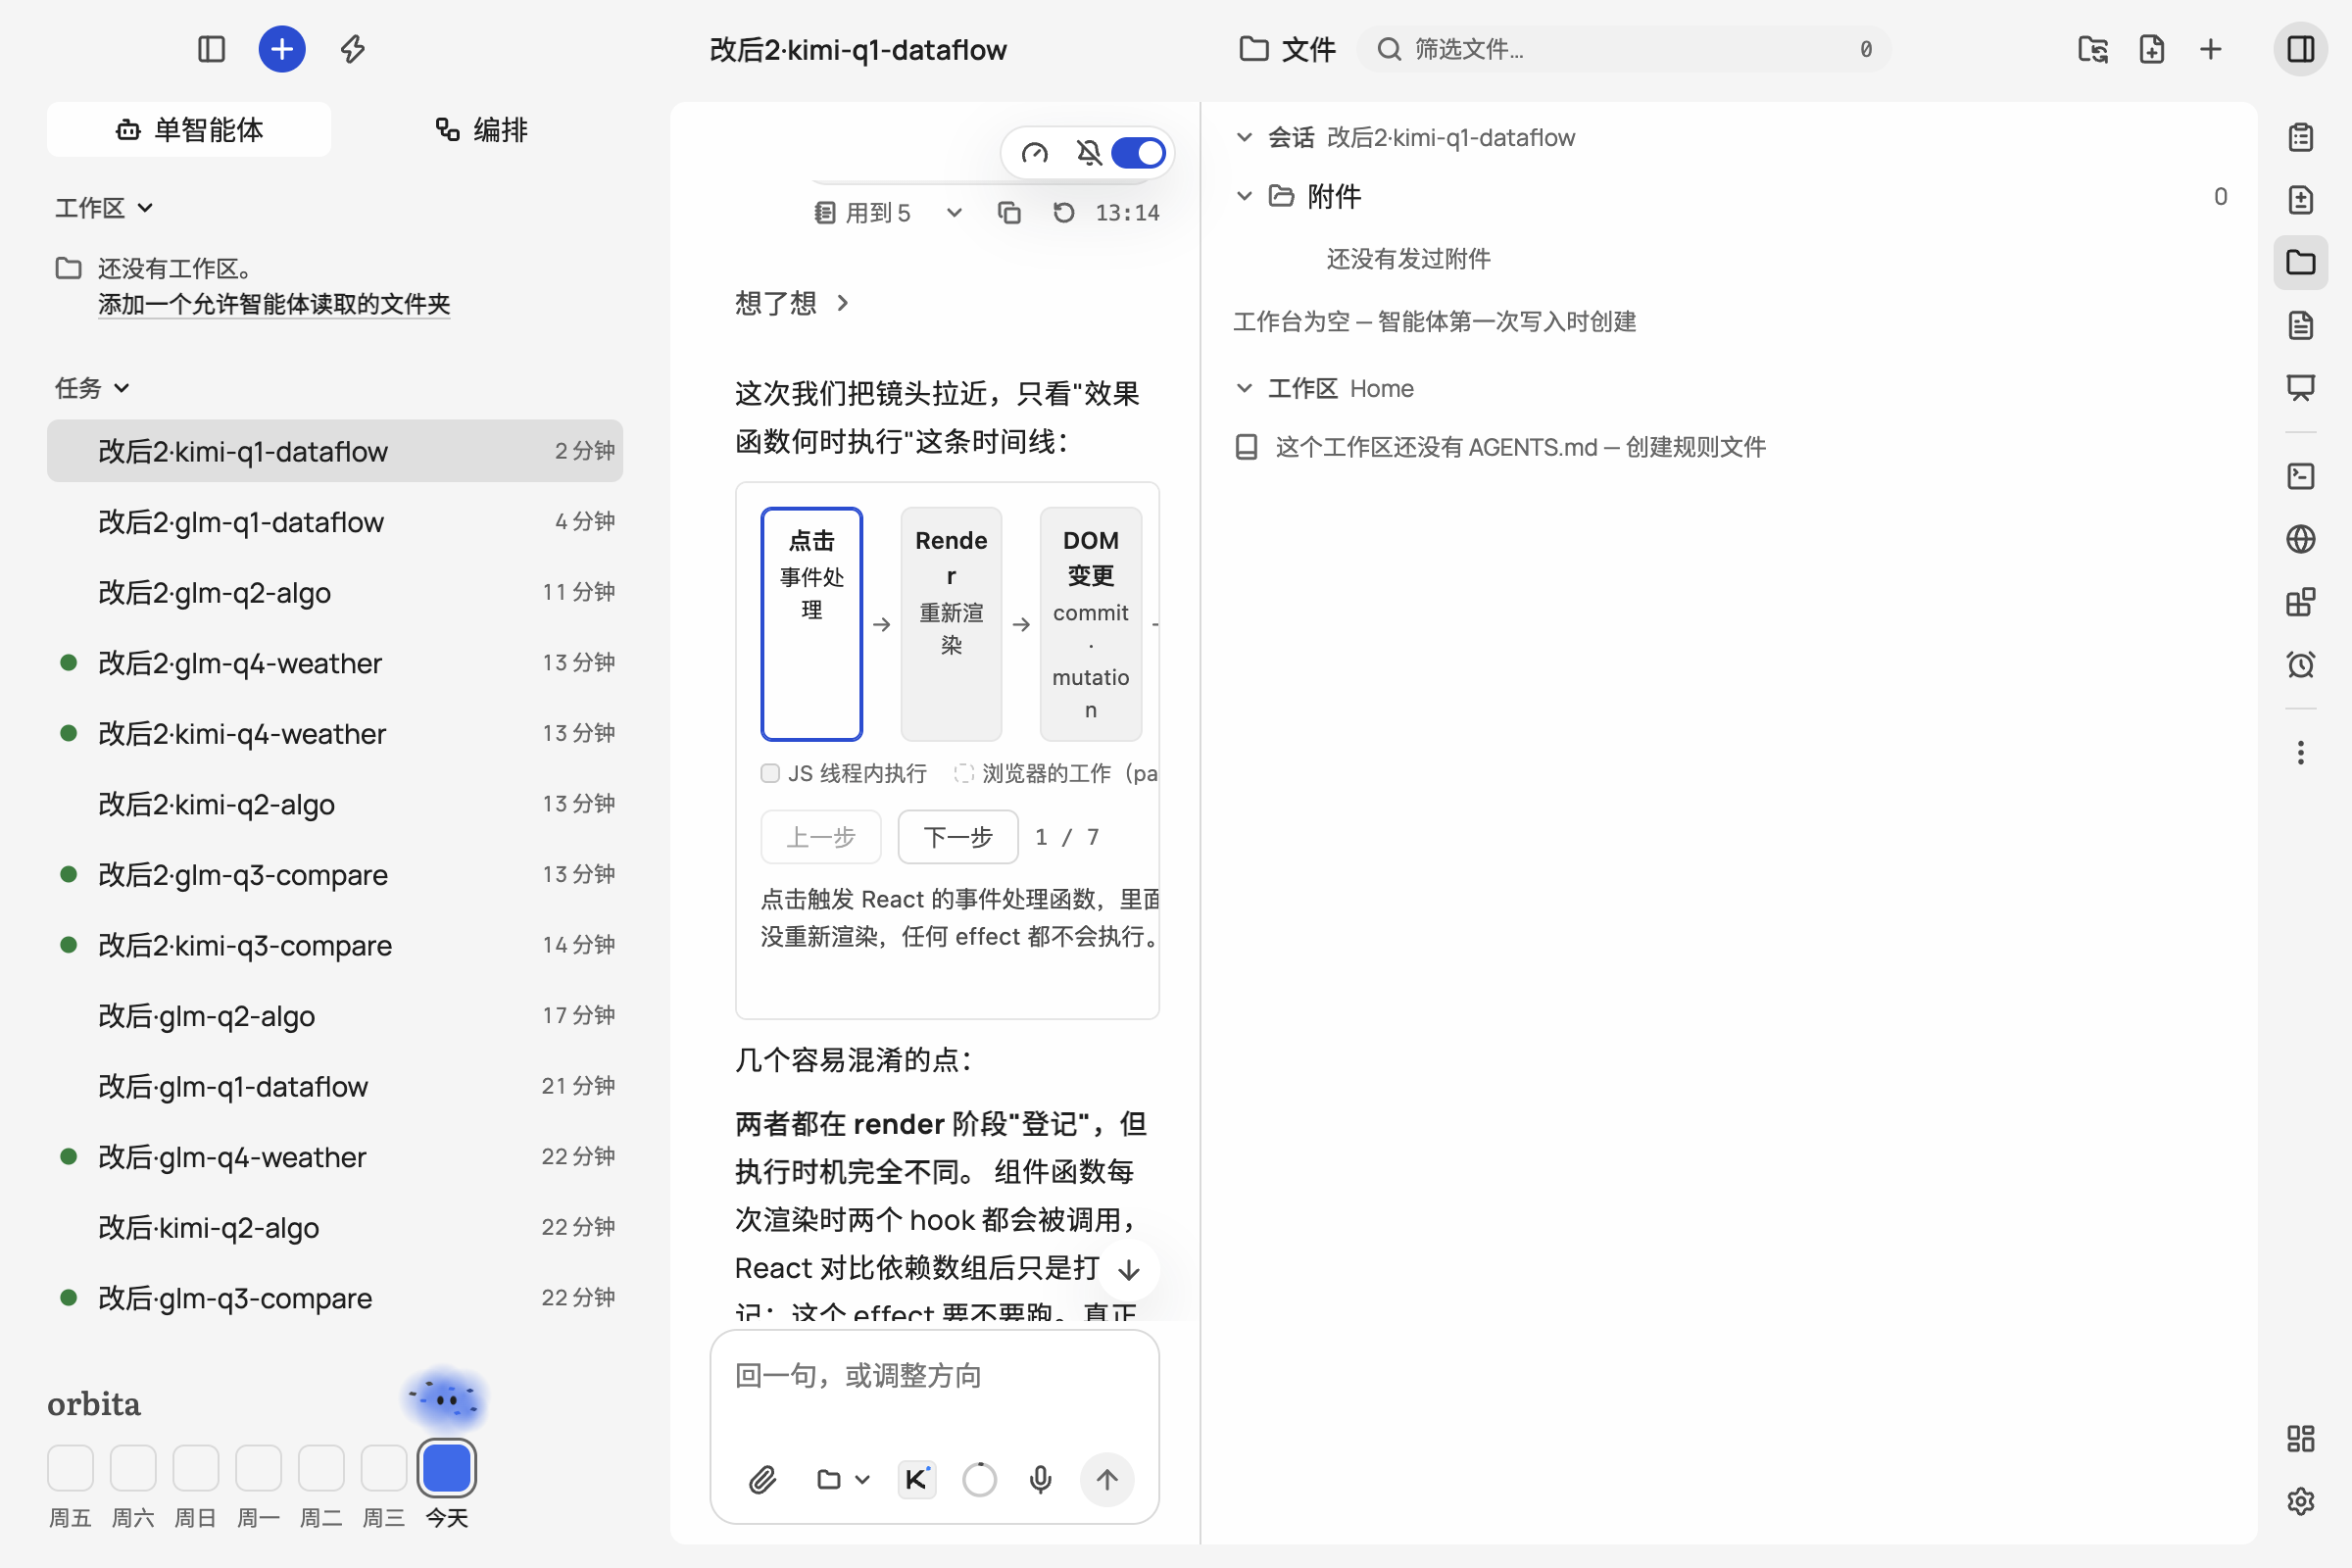 改后2·kimi-q1-dataflow
文件
筛选文件...
0
单智能体
编排
工作区
还没有工作区。
添加一个允许智能体读取的文件夹
任务
改后2·kimi-q1-dataflow 2 分钟
改后2·glm-q1-dataflow 4 分钟
改后2·glm-q2-algo 11 分钟
改后2·glm-q4-weather 13 分钟
改后2·kimi-q4-weather 13 分钟
改后2·kimi-q2-algo 13 分钟
改后2·glm-q3-compare 13 分钟
改后2·kimi-q3-compare 14 分钟
改后·glm-q2-algo 17 分钟
改后·glm-q1-dataflow 21 分钟
改后·glm-q4-weather 22 分钟
改后·kimi-q2-algo 22 分钟
改后·glm-q3-compare 22 分钟
orbita
周五 周六 周日 周一 周二 周三 今天
用到 5
13:14
想了想
这次我们把镜头拉近，只看"效果
函数何时执行"这条时间线：
点击
事件处
理
→
Rende
r
重新渲
染
→
DOM
变更
commit
·
mutatio
n
JS 线程内执行
浏览器的工作（pa
上一步
下一步
1 / 7
点击触发 React 的事件处理函数，里面
没重新渲染，任何 effect 都不会执行。
几个容易混淆的点：
两者都在 render 阶段"登记"，但
执行时机完全不同。 组件函数每
次渲染时两个 hook 都会被调用，
React 对比依赖数组后只是打
记：这个 effect 要不要跑。真正
回一句，或调整方向
K
会话 改后2·kimi-q1-dataflow
附件 0
还没有发过附件
工作台为空 — 智能体第一次写入时创建
工作区 Home
这个工作区还没有 AGENTS.md — 创建规则文件